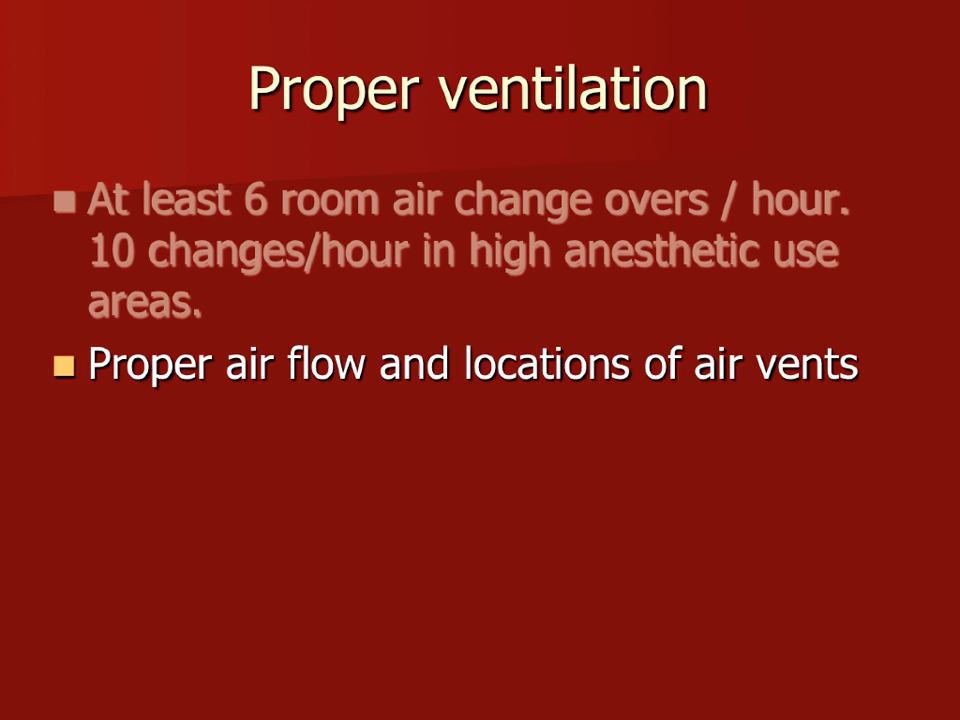 Proper ventilation
At least 6 room air change overs / hour.
10 changes/hour in high anesthetic use
areas.
Proper air flow and locations of air vents